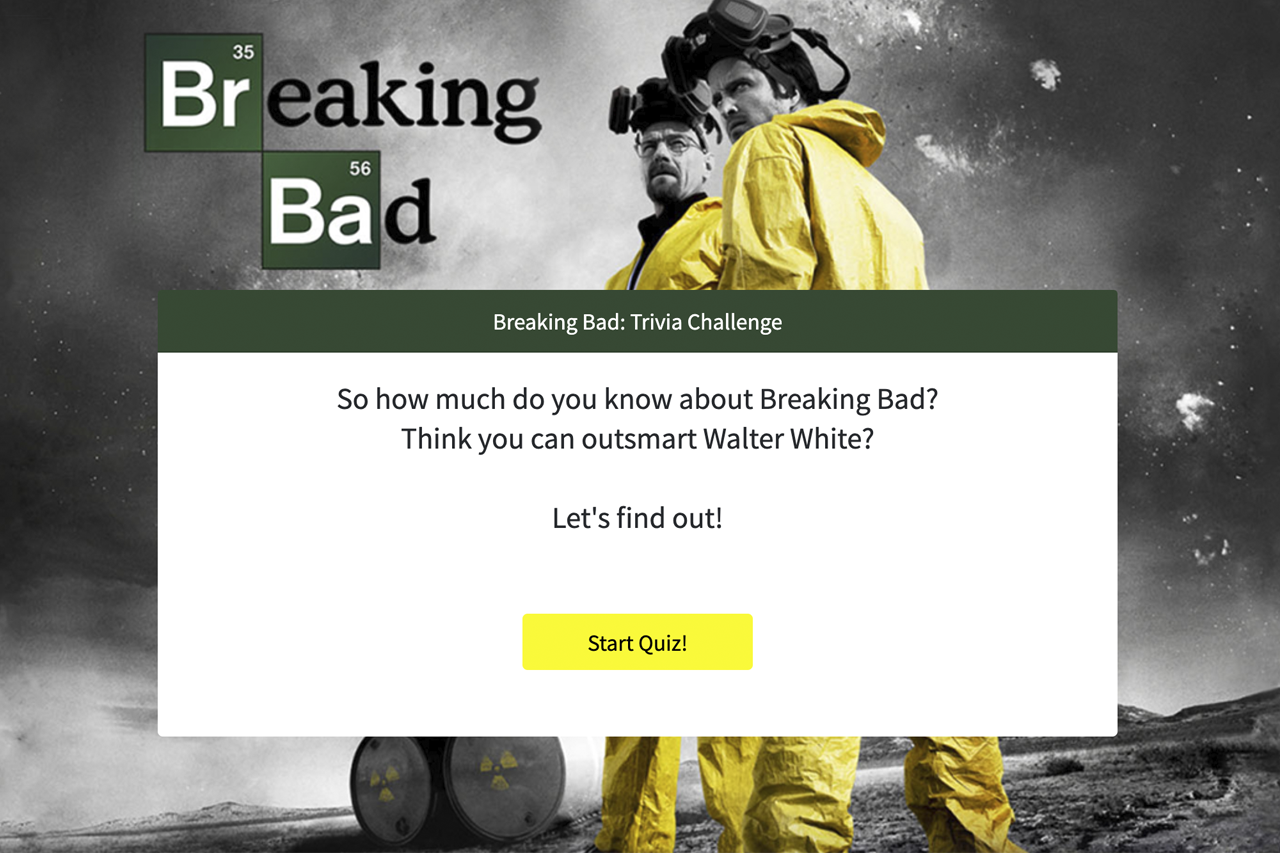 35
Breaking
56
Bad
Breaking Bad: Trivia Challenge
So how much do you know about Breaking Bad?
Think you can outsmart Walter White?
Let's find out!
Start Quiz!